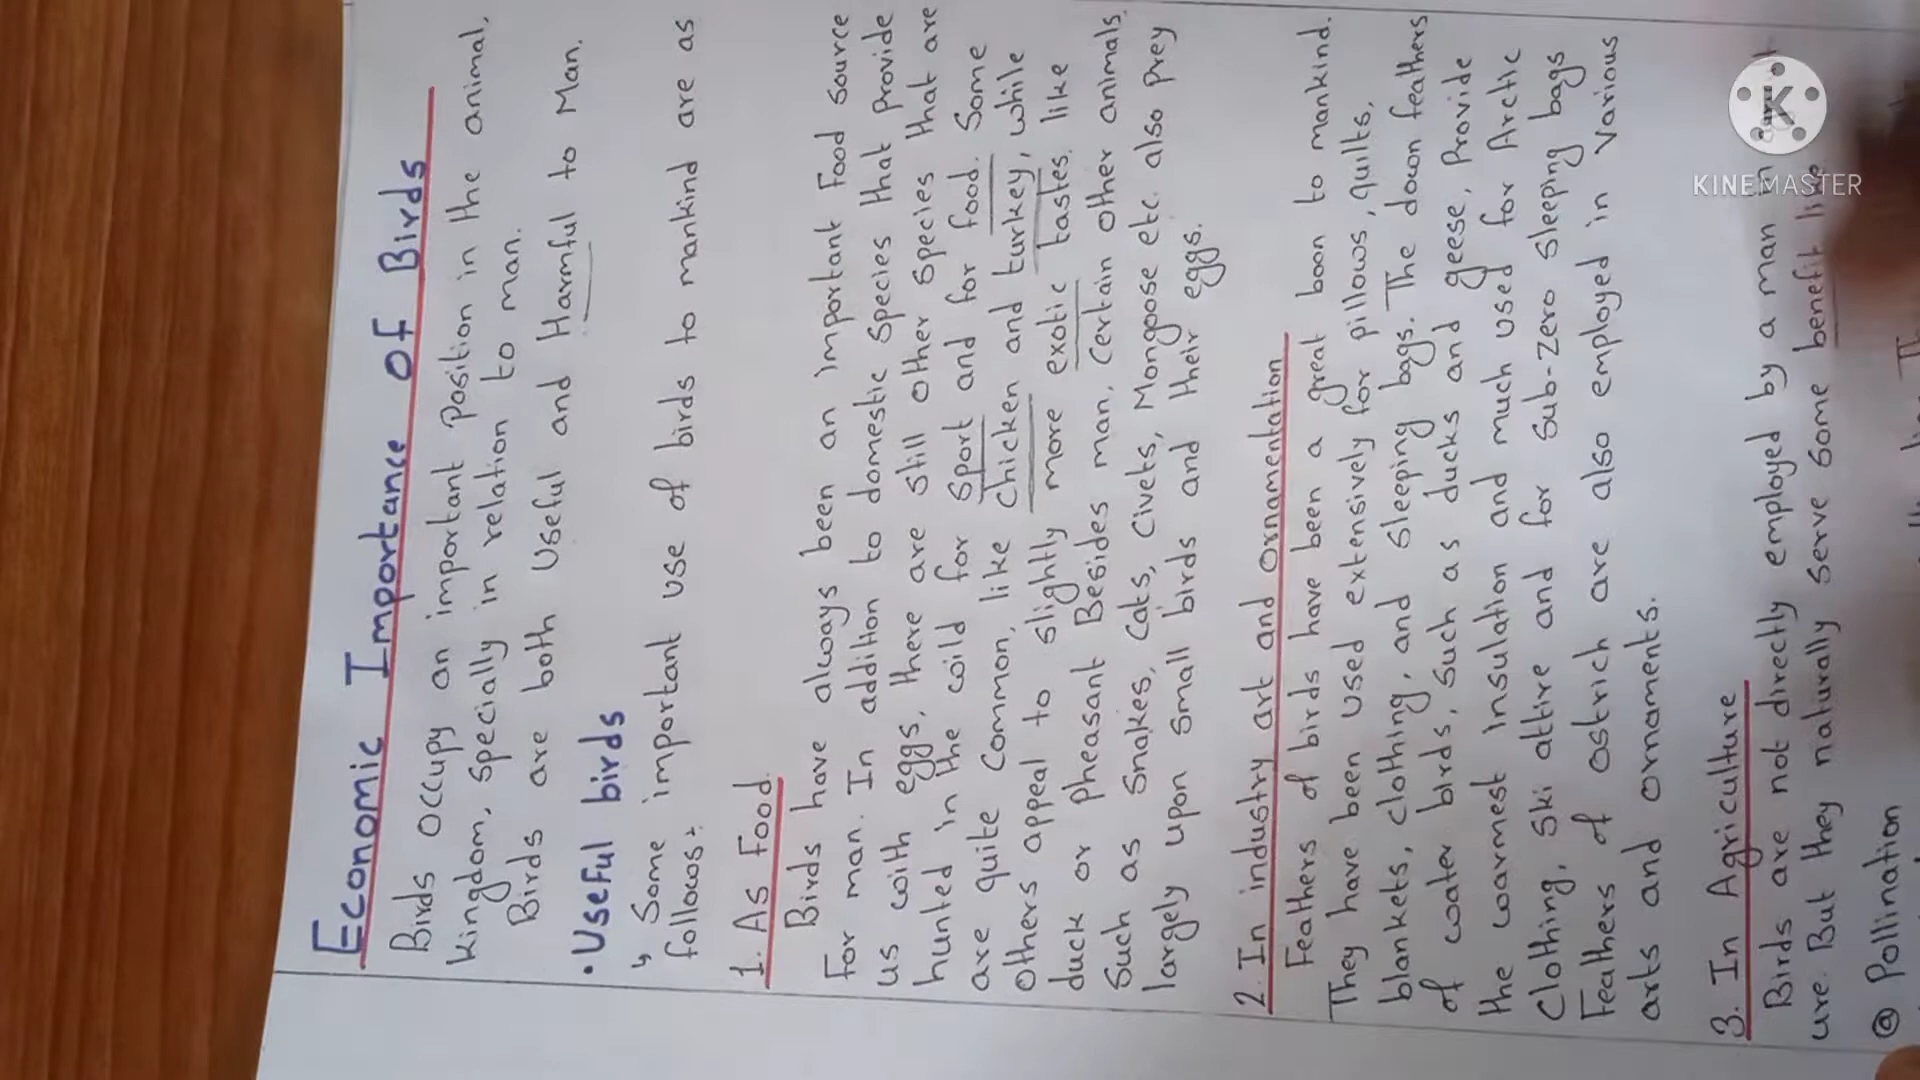 Economic Importance Of Birds
Birds occupy an important Position in the animal,
kingdom, specially in relation to man.
Birds are both Useful and Harmful to Man.
• Useful birds
↳ Some important use of birds to mankind are as
follows:
1. As Food.
Birds have always been an important Food source
For man. In addition to domestic species that provide
us with eggs, there are still other species that are
hunted in the wild for sport and for food. Some
are quite common, like chicken and turkey, while
others appeal to slightly more exotic tastes. like
duck or pheasant. Besides man, certain other animals.
Such as Snakes, Cats, Civets, Mongoose etc. also prey
largely upon small birds and their eggs.
2. In industry art and ornamentation
Feathers of birds have been a great boon to mankind.
They have been used extensively for pillows, quilts,
blankets, clothing, and sleeping bags. The down feathers
of water birds, such as ducks and geese, Provide
the warmest insulation and much used for Arctic
Clothing, Ski attire and for Sub-zero Sleeping bags
Feathers of ostrich are also employed in various
arts and ornaments.
3. In Agriculture
Birds are not directly employed by a man in
ure. But they naturally serve some benefit like
@ Pollination
KINEMASTER